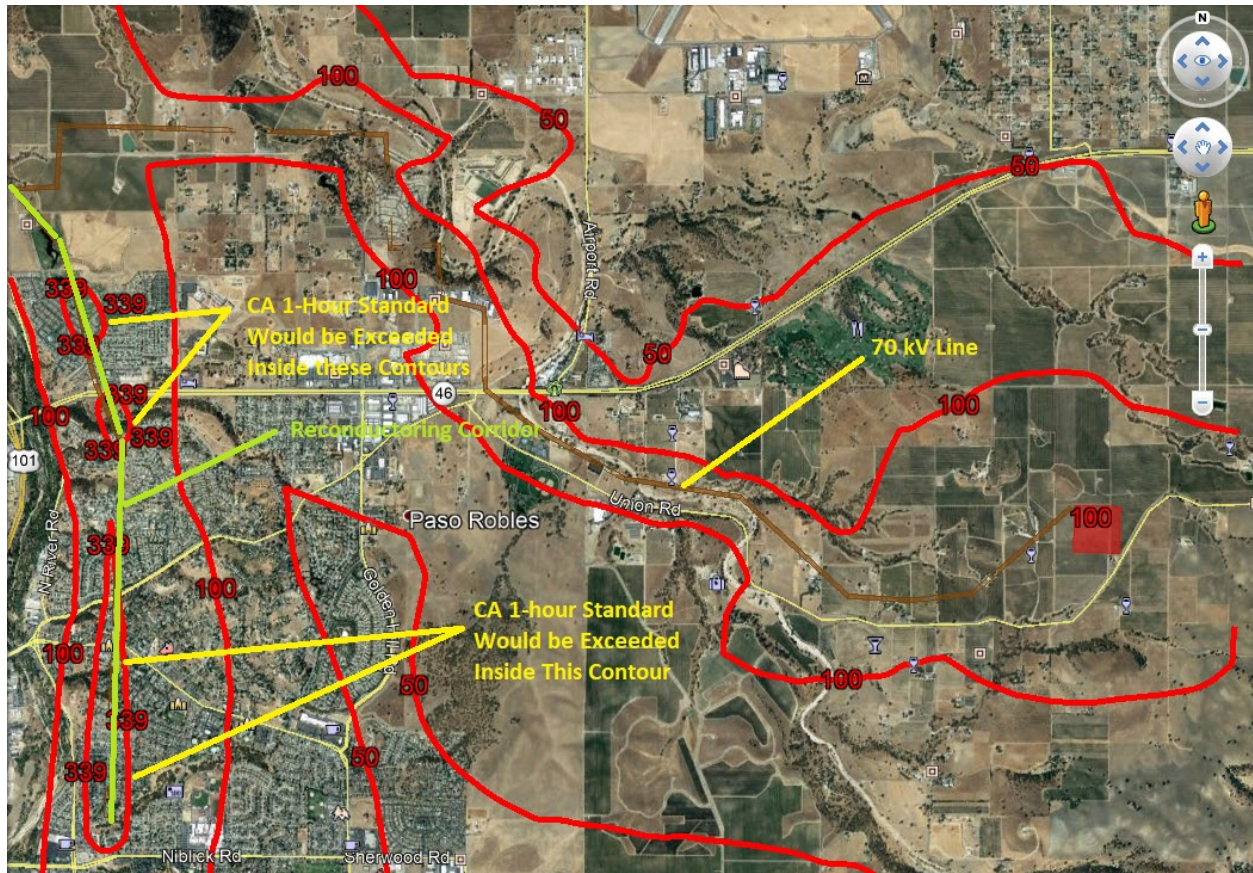 N
100
50
50
Airport Rd
100
339
339
CA 1-Hour Standard
Would be Exceeded
Inside these Contours
339
50
70 kV Line
339
46
100
100
100
339
339
Reconductoring Corridor
101
Union Rd
100
Paso Robles
N River Rd
339
100
Golden Hill Rd
CA 1-hour Standard
Would be Exceeded
Inside This Contour
100
50
100
339
50
339
Niblick Rd
Sherwood Rd